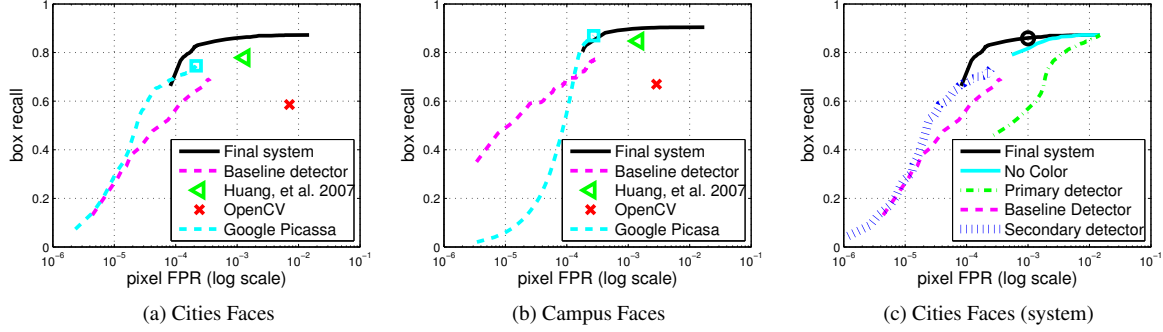 1
0.8
0.6
0.4
0.2
0
box recall
10⁻⁶ 10⁻⁵ 10⁻⁴ 10⁻³ 10⁻² 10⁻¹
pixel FPR (log scale)
Final system
Baseline detector
Huang, et al. 2007
OpenCV
Google Picassa
(a) Cities Faces
1
0.8
0.6
0.4
0.2
0
box recall
10⁻⁶ 10⁻⁵ 10⁻⁴ 10⁻³ 10⁻² 10⁻¹
pixel FPR (log scale)
Final system
Baseline detector
Huang, et al. 2007
OpenCV
Google Picasa
(b) Campus Faces
1
0.8
0.6
0.4
0.2
0
box recall
10⁻⁶ 10⁻⁵ 10⁻⁴ 10⁻³ 10⁻² 10⁻¹
pixel FPR (log scale)
Final system
No Color
Primary detector
Baseline Detector
Secondary detector
(c) Cities Faces (system)